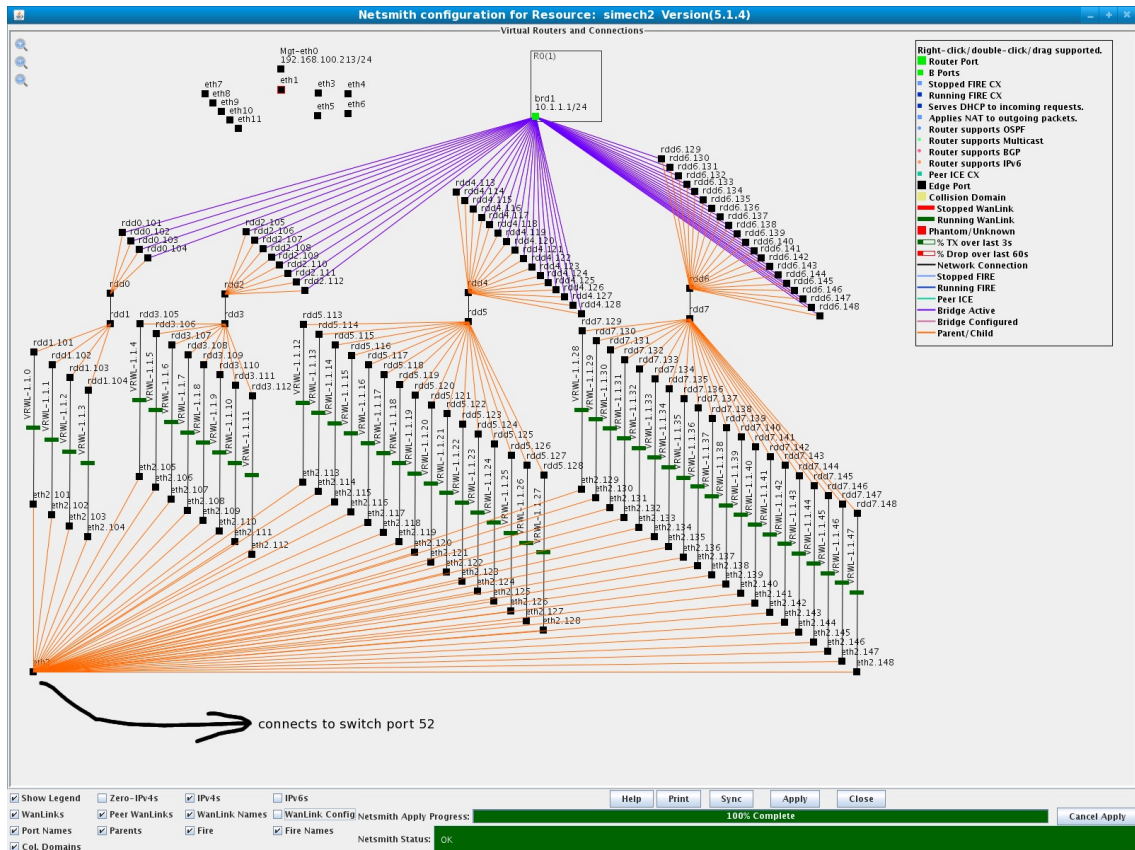 Netsmith configuration for Resource: simech2 Version(5.1.4)
Virtual Routers and Connections
Mgt-eth0
192.168.100.213/24
eth1
eth3
eth4
eth5
eth6
eth7
eth8
eth9
eth10
eth11
R0(1)
brd1
10.1.1.1/24
Right-click/double-click/drag supported.
Router Port
B Ports
Stopped FIRE CX
Running FIRE CX
Serves DHCP to incoming requests.
Applies NAT to outgoing packets.
Router supports OSPF
Router supports Multicast
Router supports BGP
Router supports IPv6
Peer ICE CX
Edge Port
Collision Domain
Stopped WanLink
Running WanLink
Phantom/Unknown
% TX over last 3s
% Drop over last 60s
Network Connection
Stopped FIRE
Running FIRE
Peer ICE
Bridge Active
Bridge Configured
Parent/Child
rdd0.101
rdd0.102
rdd0.103
rdd0.104
rdd2.105
rdd2.106
rdd2.107
rdd2.108
rdd2.109
rdd2.110
rdd2.111
rdd2.112
rdd4.113
rdd4.114
rdd4.115
rdd4.116
rdd4.117
rdd4.118
rdd4.119
rdd4.120
rdd4.121
rdd4.122
rdd4.123
rdd4.124
rdd4.125
rdd4.126
rdd4.127
rdd4.128
rdd6.129
rdd6.130
rdd6.131
rdd6.132
rdd6.133
rdd6.134
rdd6.135
rdd6.136
rdd6.137
rdd6.138
rdd6.139
rdd6.140
rdd6.141
rdd6.142
rdd6.143
rdd6.144
rdd6.145
rdd6.146
rdd6.147
rdd6.148
rdd0
rdd2
rdd4
rdd6
rdd1
rdd3
rdd5
rdd7
rdd1.101
rdd1.102
rdd1.103
rdd1.104
rdd3.105
rdd3.106
rdd3.107
rdd3.108
rdd3.109
rdd3.110
rdd3.111
rdd3.112
rdd5.113
rdd5.114
rdd5.115
rdd5.116
rdd5.117
rdd5.118
rdd5.119
rdd5.120
rdd5.121
rdd5.122
rdd5.123
rdd5.124
rdd5.125
rdd5.126
rdd5.127
rdd5.128
rdd7.129
rdd7.130
rdd7.131
rdd7.132
rdd7.133
rdd7.134
rdd7.135
rdd7.136
rdd7.137
rdd7.138
rdd7.139
rdd7.140
rdd7.141
rdd7.142
rdd7.143
rdd7.144
rdd7.145
rdd7.146
rdd7.147
rdd7.148
VRWL-1.1.0
VRWL-1.1.1
VRWL-1.1.2
VRWL-1.1.3
VRWL-1.1.4
VRWL-1.1.5
VRWL-1.1.6
VRWL-1.1.7
VRWL-1.1.8
VRWL-1.1.9
VRWL-1.1.10
VRWL-1.1.11
VRWL-1.1.12
VRWL-1.1.13
VRWL-1.1.14
VRWL-1.1.15
VRWL-1.1.16
VRWL-1.1.17
VRWL-1.1.18
VRWL-1.1.19
VRWL-1.1.20
VRWL-1.1.21
VRWL-1.1.22
VRWL-1.1.23
VRWL-1.1.24
VRWL-1.1.25
VRWL-1.1.26
VRWL-1.1.27
VRWL-1.1.28
VRWL-1.1.29
VRWL-1.1.30
VRWL-1.1.31
VRWL-1.1.32
VRWL-1.1.33
VRWL-1.1.34
VRWL-1.1.35
VRWL-1.1.36
VRWL-1.1.37
VRWL-1.1.38
VRWL-1.1.39
VRWL-1.1.40
VRWL-1.1.41
VRWL-1.1.42
VRWL-1.1.43
VRWL-1.1.44
VRWL-1.1.45
VRWL-1.1.46
VRWL-1.1.47
eth2.101
eth2.102
eth2.103
eth2.104
eth2.105
eth2.106
eth2.107
eth2.108
eth2.109
eth2.110
eth2.111
eth2.112
eth2.113
eth2.114
eth2.115
eth2.116
eth2.117
eth2.118
eth2.119
eth2.120
eth2.121
eth2.122
eth2.123
eth2.124
eth2.125
eth2.126
eth2.127
eth2.128
eth2.129
eth2.130
eth2.131
eth2.132
eth2.133
eth2.134
eth2.135
eth2.136
eth2.137
eth2.138
eth2.139
eth2.140
eth2.141
eth2.142
eth2.143
eth2.144
eth2.145
eth2.146
eth2.147
eth2.148
connects to switch port 52
Show Legend
Zero-IPv4s
IPv4s
IPv6s
Help
Print
Sync
Apply
Close
WanLinks
Peer WanLinks
WanLink Names
WanLink Config
Netsmith Apply Progress:
100% Complete
Cancel Apply
Port Names
Parents
Fire
Fire Names
Netsmith Status:
OK
Col. Domains